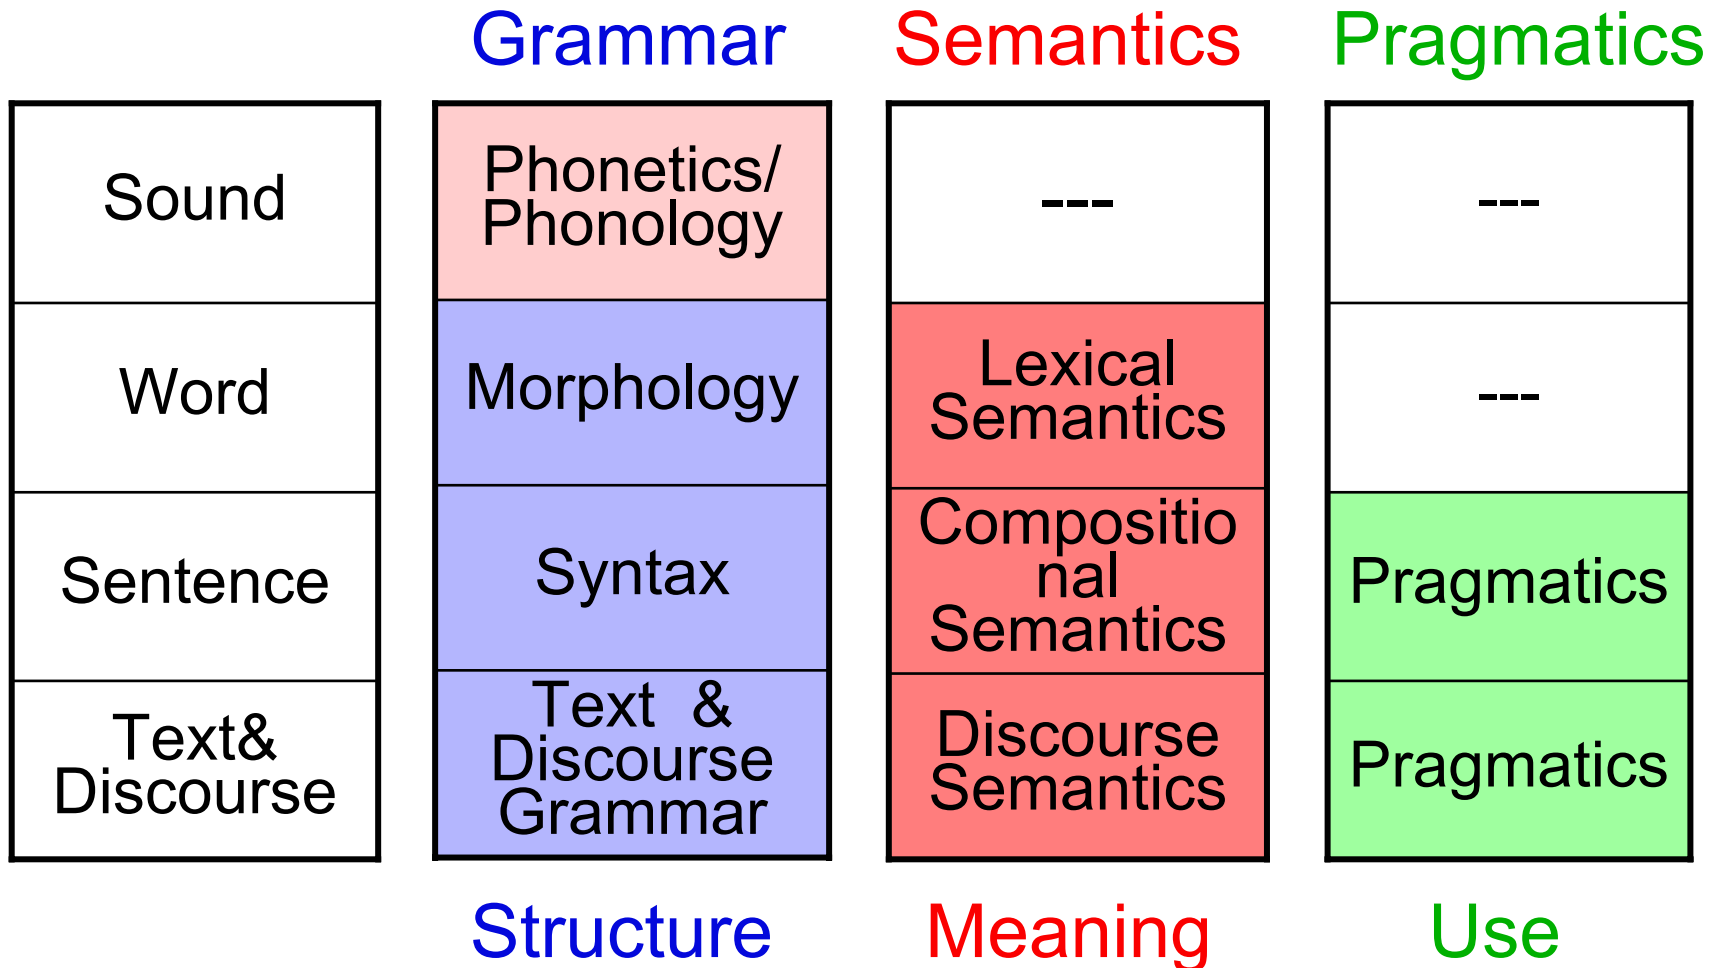 Grammar
Semantics
Pragmatics
Sound
Phonetics/
Phonology
---
---
Word
Morphology
Lexical
Semantics
---
Sentence
Syntax
Compositio
nal
Semantics
Pragmatics
Text&
Discourse
Text &
Discourse
Grammar
Discourse
Semantics
Pragmatics
Structure
Meaning
Use